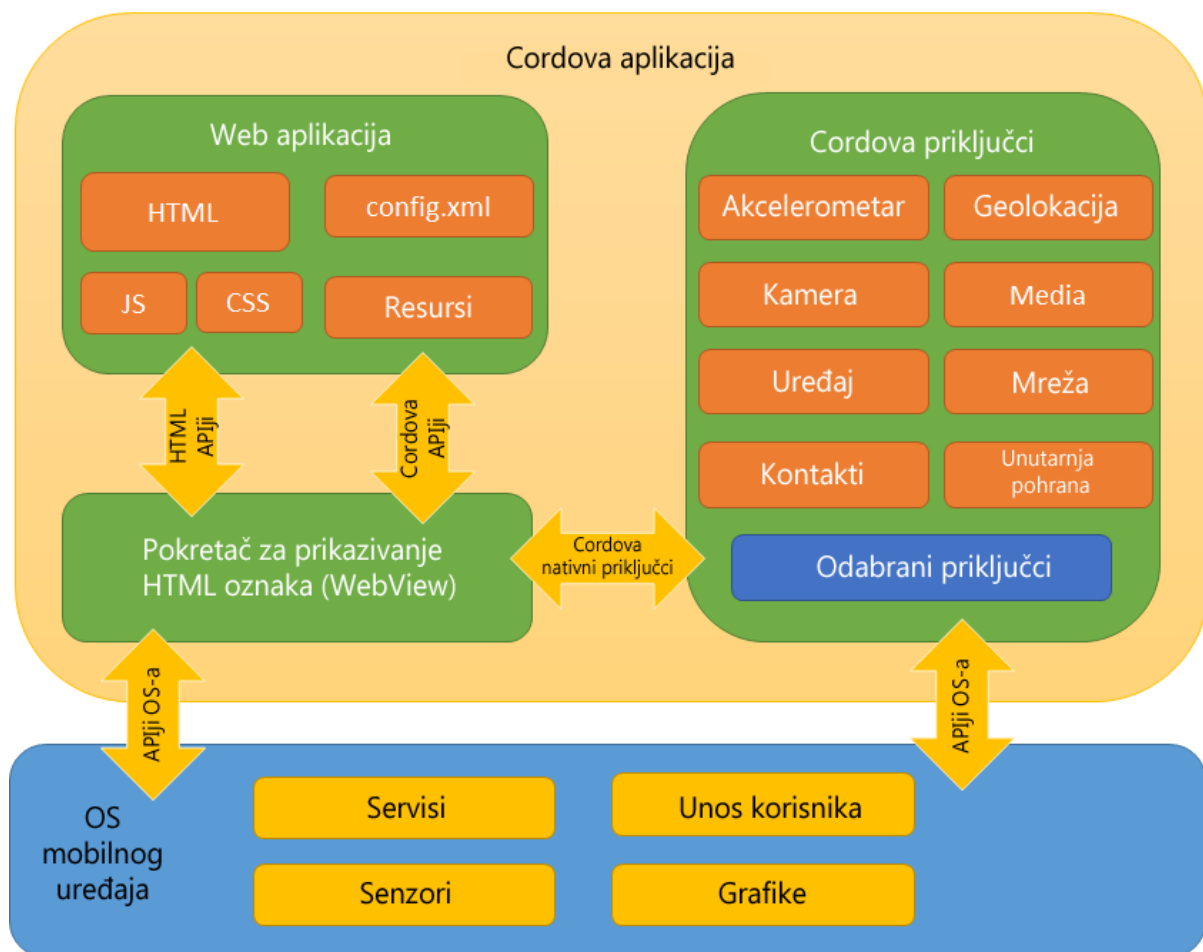 Cordova aplikacija
Web aplikacija
HTML
config.xml
JS
CSS
Resursi
Cordova priključci
Akcelerometar
Geolokacija
Kamera
Media
Uređaj
Mreža
Kontakti
Unutarnja
pohrana
Odabrani priključci
HTML
APIji
Cordova
APIji
Pokretač za prikazivanje
HTML oznaka (WebView)
Cordova
nativni priključci
APIji OS-a
APIji OS-a
OS
mobilnog
uređaja
Servisi
Unos korisnika
Senzori
Grafike